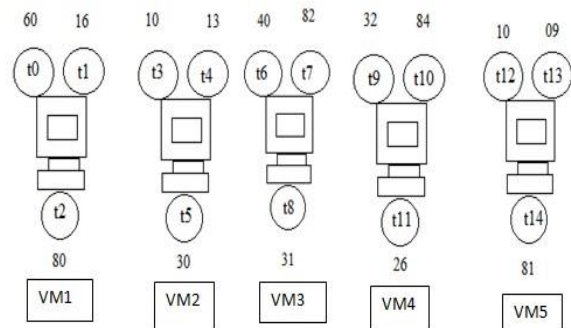 60 16 10 13 40 82 32 84 10 09
t0 t1 t3 t4 t6 t7 t9 t10 t12 t13
t2 t5 t8 t11 t14
80 30 31 26 81
VM1 VM2 VM3 VM4 VM5